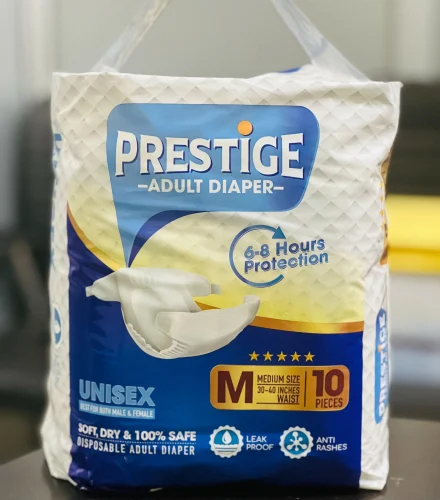 PRESTIGE
–ADULT DIAPER–
6-8 Hours
Protection
UNISEX
BEST FOR BOTH MALE & FEMALE
M
MEDIUM SIZE
30-40 INCHES
WAIST
10
PIECES
SOFT, DRY & 100% SAFE
DISPOSABLE ADULT DIAPER
LEAK
PROOF
ANTI
RASHES
PRESTIGE